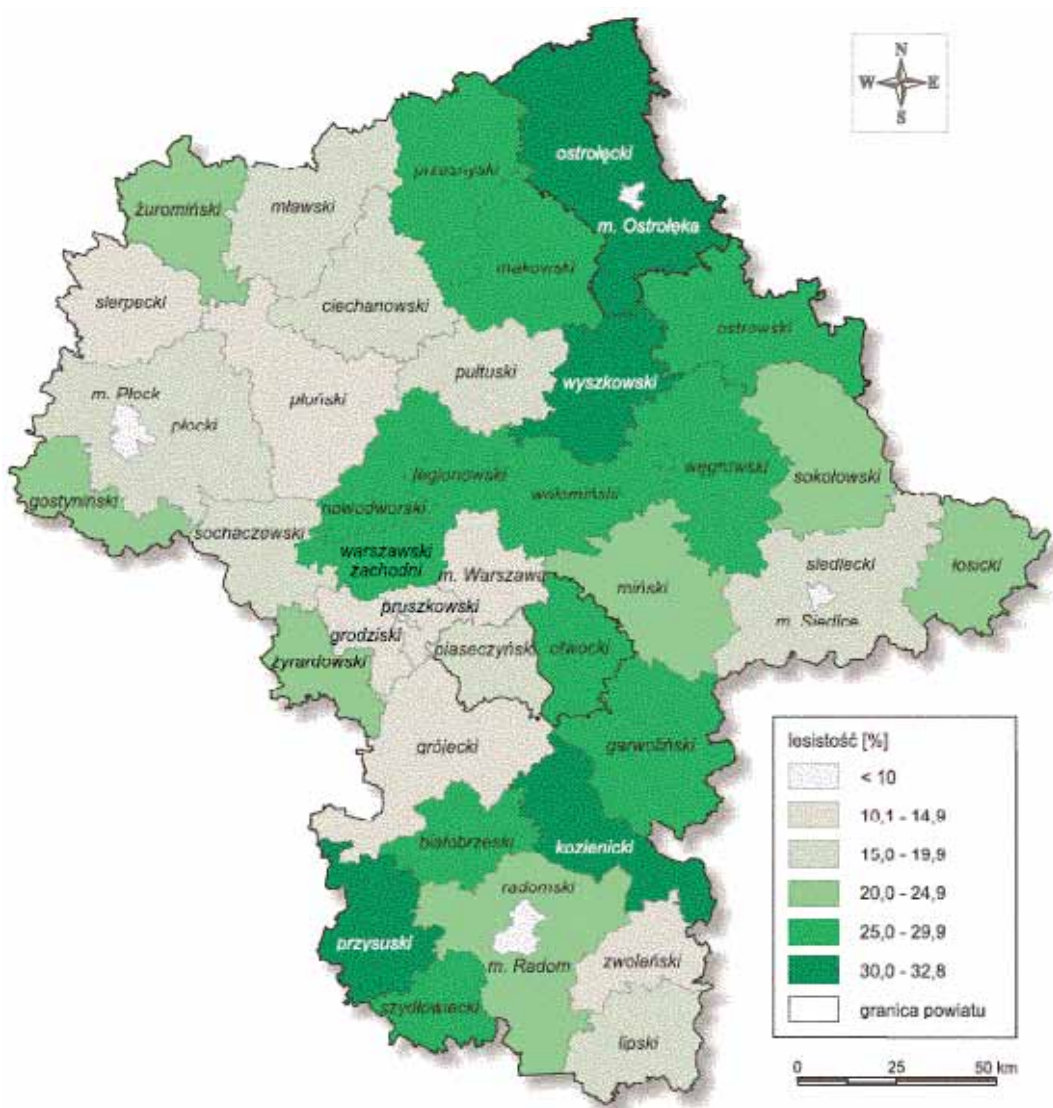 N
W E
S
ostrołęcki
przasnyski
m. Ostrołęka
żuromiński
mławski
makowski
sierpecki
ciechanowski
ostrowski
m. Płock
pułtuski
wyszkowski
płoński
płocki
legionowski
węgrowski
wołomiński
sokołowski
gostyniński
nowodworski
sochaczewski
warszawski
zachodni
m. Warszawa
miński
siedlecki
łosicki
pruszkowski
m. Siedlce
grodziski
piaseczyński
otwocki
żyrardowski
grójecki
garwoliński
białobrzeski
kozienicki
radomski
przysuski
m. Radom
zwoleński
szydłowiecki
lipski
lesistość [%]
< 10
10,1 - 14,9
15,0 - 19,9
20,0 - 24,9
25,0 - 29,9
30,0 - 32,8
granica powiatu
0 25 50 km